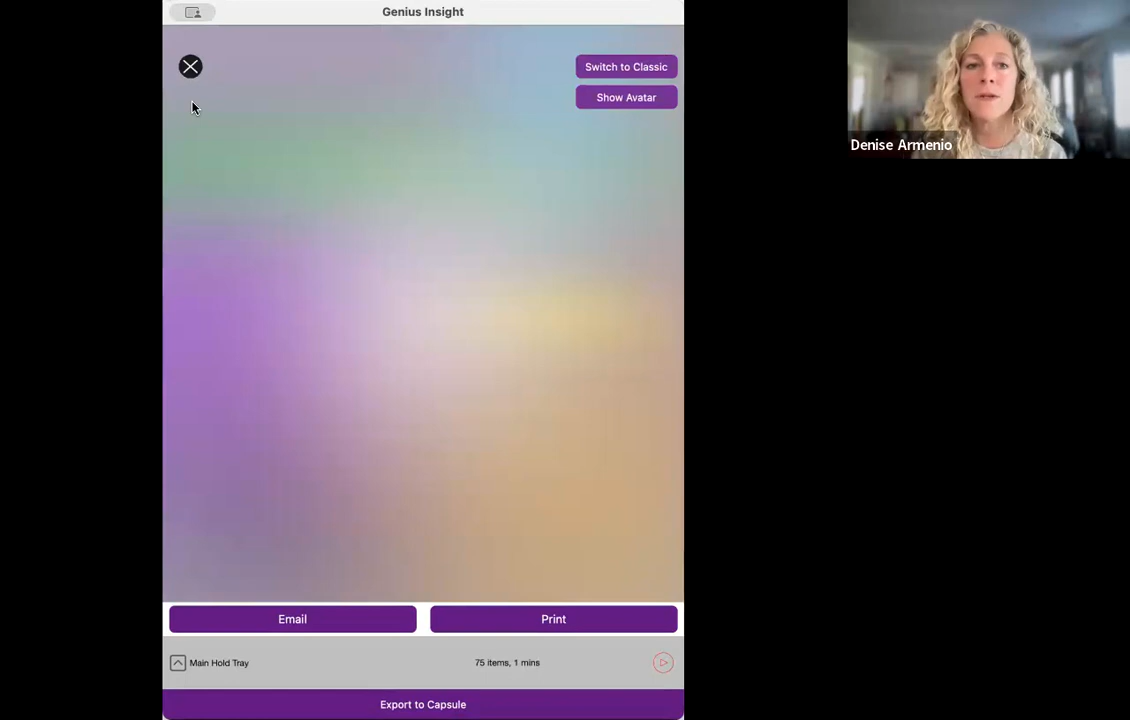 Genius Insight
Switch to Classic
Show Avatar
Denise Armenio
Email
Print
Main Hold Tray
75 items, 1 mins
Export to Capsule